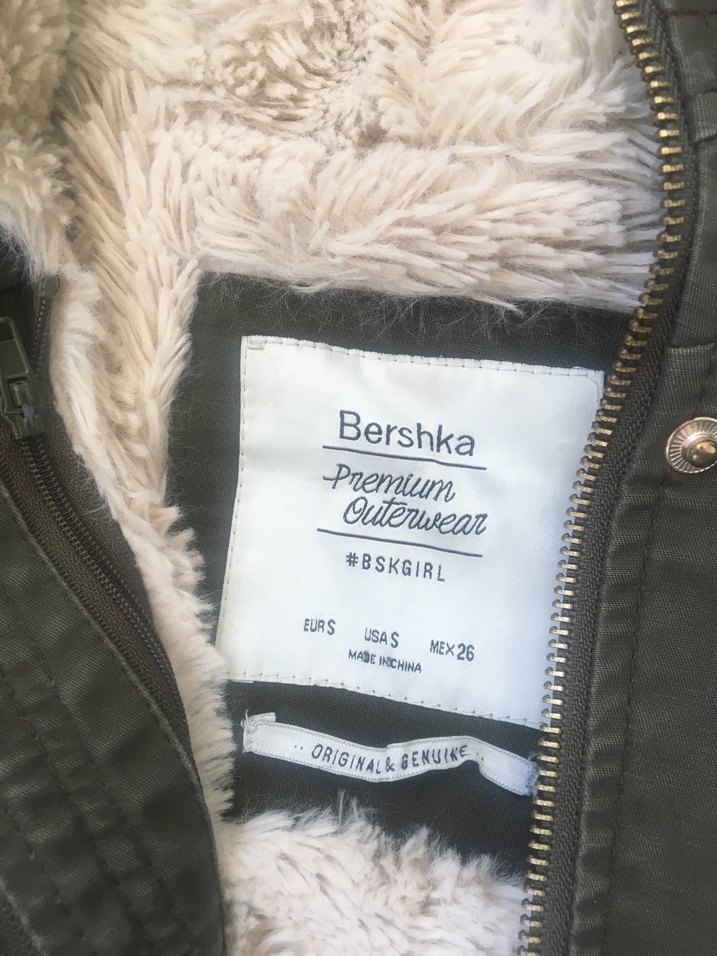 Bershka
Premium
Outerwear
#BSKGIRL
EUR S USA S MEX 26
MADE IN CHINA
·· ORIGINAL & GENUINE ··